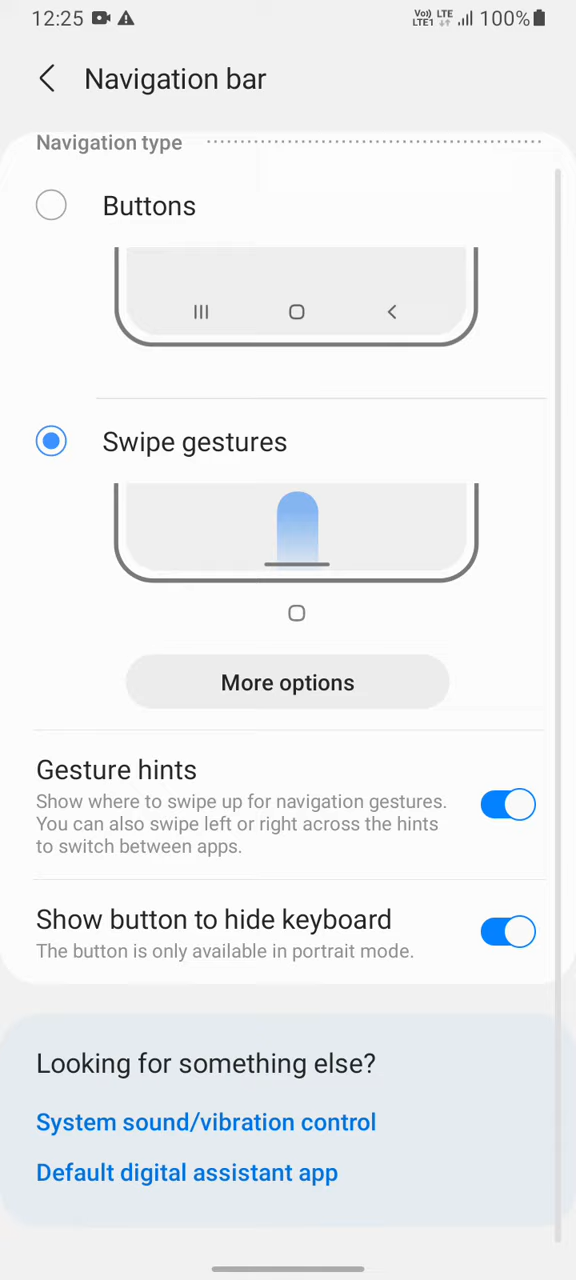 12:25 Vo) LTE LTE1 100%
Navigation bar
Navigation type
Buttons
Swipe gestures
More options
Gesture hints
Show where to swipe up for navigation gestures.
You can also swipe left or right across the hints
to switch between apps.
Show button to hide keyboard
The button is only available in portrait mode.
Looking for something else?
System sound/vibration control
Default digital assistant app